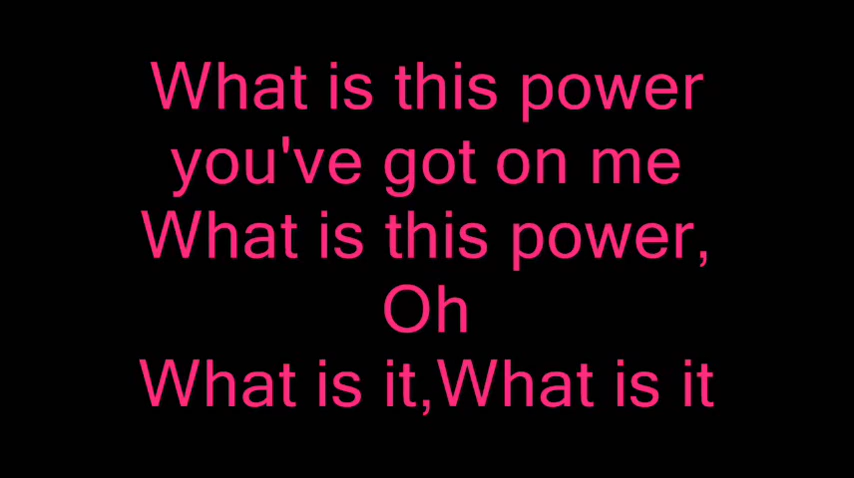 What is this power
you've got on me
What is this power,
Oh
What is it,What is it